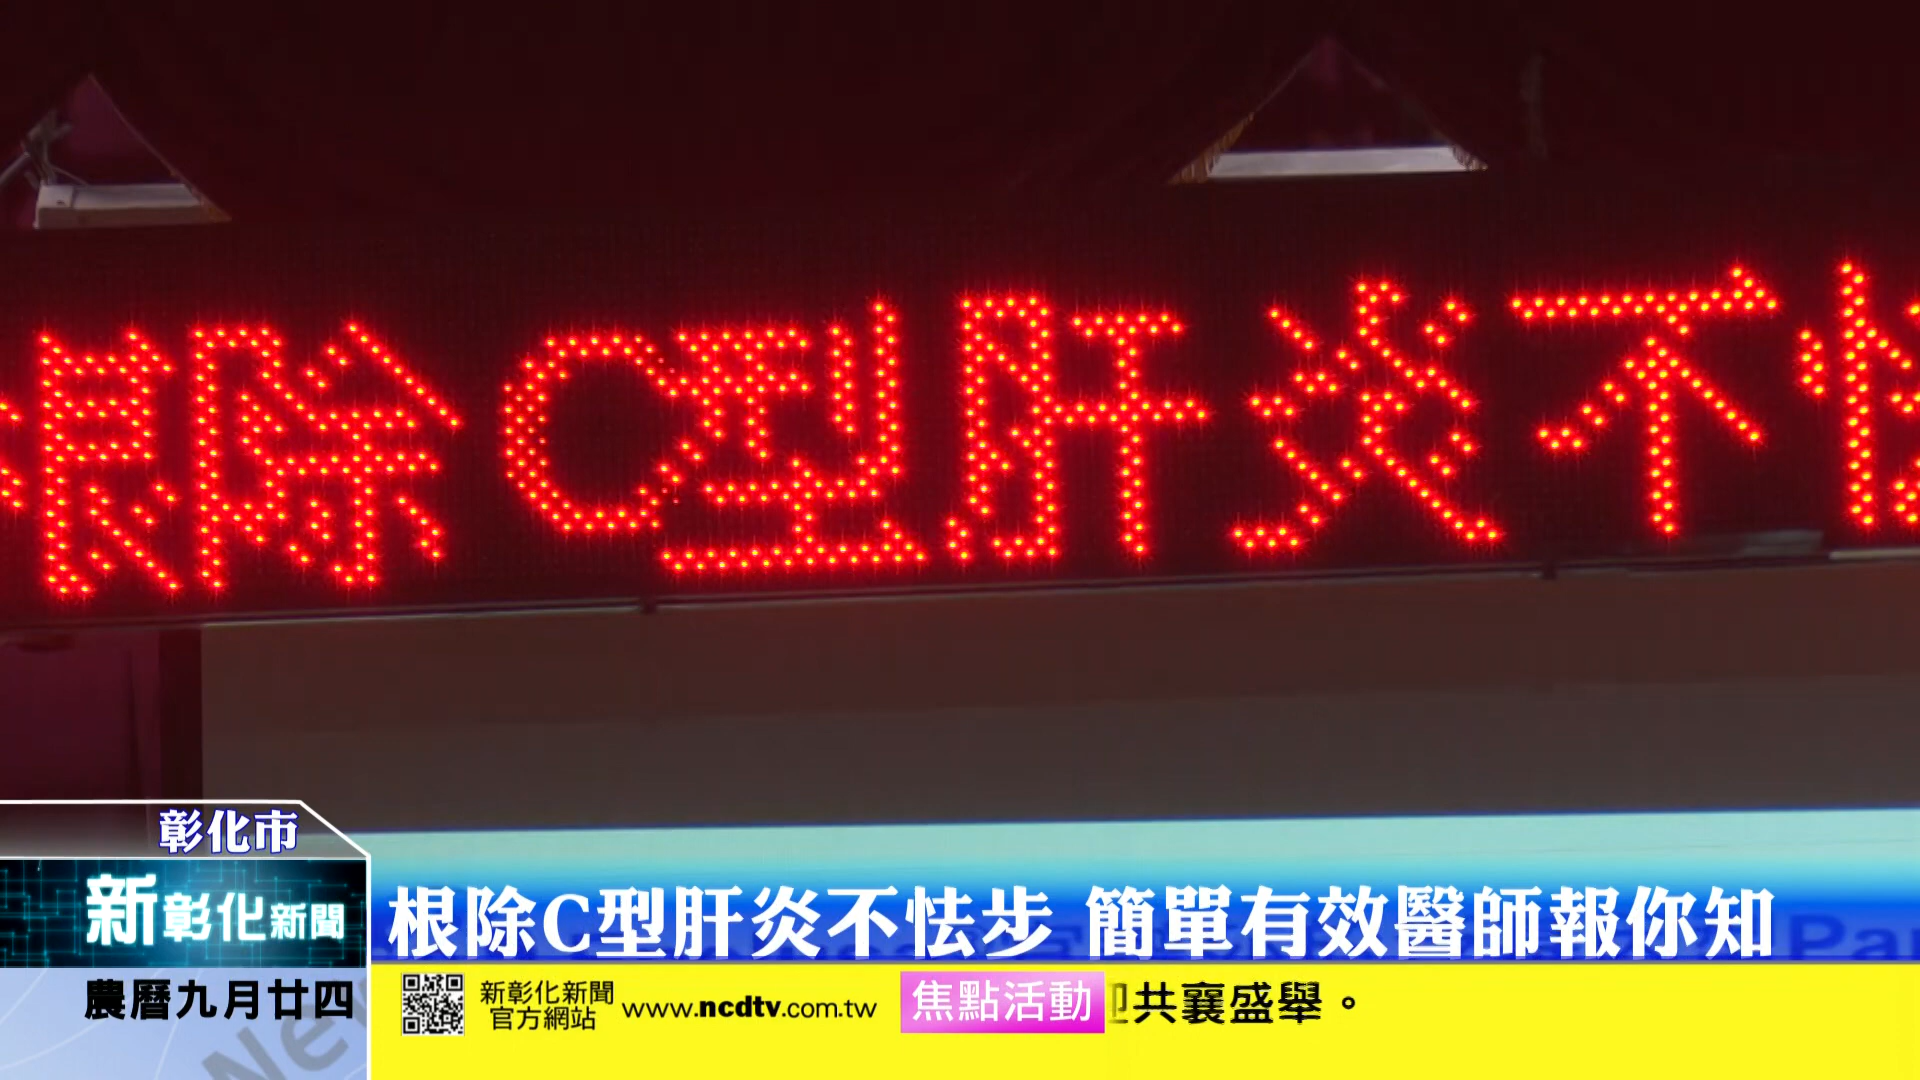 根除C型肝炎不怯
彰化市
新彰化新聞
根除C型肝炎不怯步 簡單有效醫師報你知
農曆九月廿四
新彰化新聞
官方網站
www.ncdtv.com.tw
焦點活動
共襄盛舉。